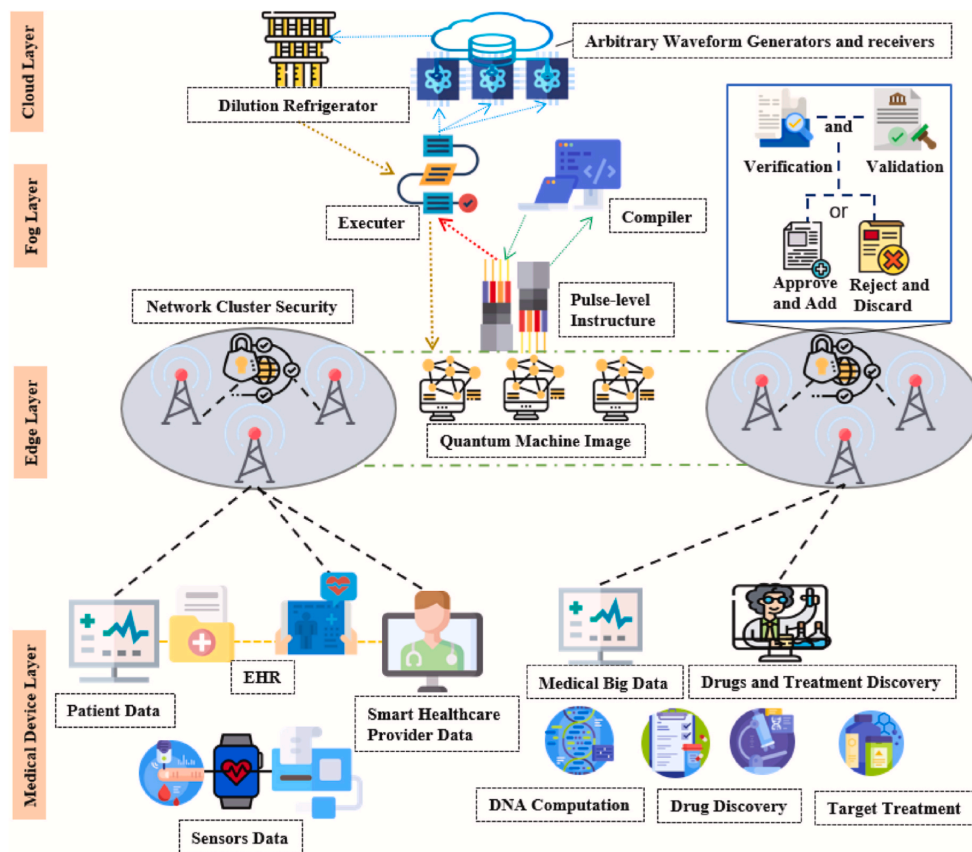 Cloud Layer
Arbitrary Waveform Generators and receivers
Dilution Refrigerator
and
Verification
Validation
Fog Layer
Executer
Compiler
or
Approve
and Add
Reject and
Discard
Network Cluster Security
Pulse-level
Instructure
Edge Layer
Quantum Machine Image
Medical Device Layer
EHR
Patient Data
Smart Healthcare
Provider Data
Sensors Data
Medical Big Data
Drugs and Treatment Discovery
DNA Computation
Drug Discovery
Target Treatment